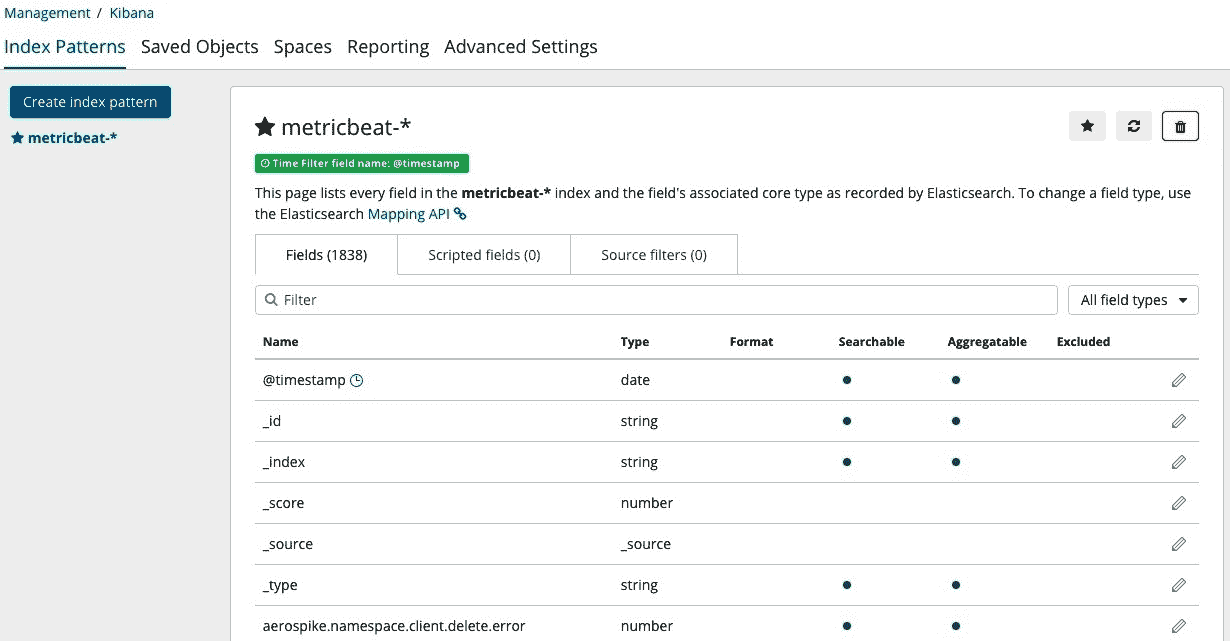 Management / Kibana
Index Patterns Saved Objects Spaces Reporting Advanced Settings
Create index pattern
metricbeat-*
metricbeat-*
Time Filter field name: @timestamp
This page lists every field in the metricbeat-* index and the field's associated core type as recorded by Elasticsearch. To change a field type, use
the Elasticsearch Mapping API
Fields (1838) Scripted fields (0) Source filters (0)
Filter All field types
Name Type Format Searchable Aggregatable Excluded
@timestamp date
_id string
_index string
_score number
_source _source
_type string
aerospike.namespace.client.delete.error number